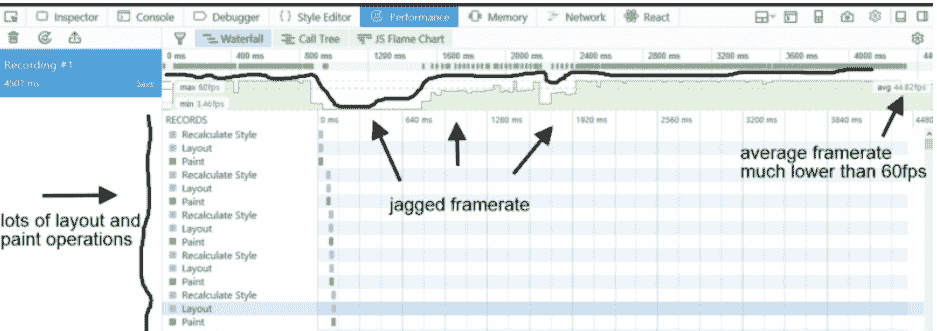 Inspector Console Debugger { } Style Editor Performance Memory Network React
Waterfall Call Tree JS Flame Chart
Recording #1
Save
0 ms 400 ms 800 ms 1200 ms 1600 ms 2000 ms 2400 ms 2800 ms 3200 ms 3600 ms 4000 ms 44
max 60fps
min 3.46fps
avg 44.82fps
RECORDS
0 ms 640 ms 1280 ms 1920 ms 2560 ms 3200 ms 3840 ms 4480
Recalculate Style
Layout
Paint
Recalculate Style
Layout
Paint
Recalculate Style
Layout
Paint
Recalculate Style
Layout
Paint
Recalculate Style
Layout
Paint
lots of layout and
paint operations
jagged framerate
average framerate
much lower than 60fps